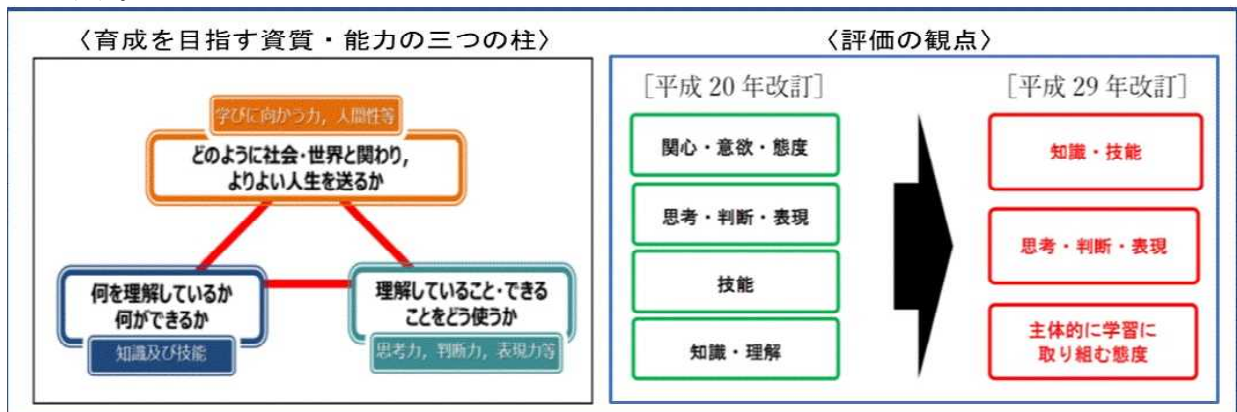 〈育成を目指す資質・能力の三つの柱〉
学びに向かう力，人間性等
どのように社会・世界と関わり，
よりよい人生を送るか
何を理解しているか
何ができるか
知識及び技能
理解していること・できる
ことをどう使うか
思考力，判断力，表現力等
〈評価の観点〉
［平成 20 年改訂］
関心・意欲・態度
思考・判断・表現
技能
知識・理解
［平成 29 年改訂］
知識・技能
思考・判断・表現
主体的に学習に
取り組む態度